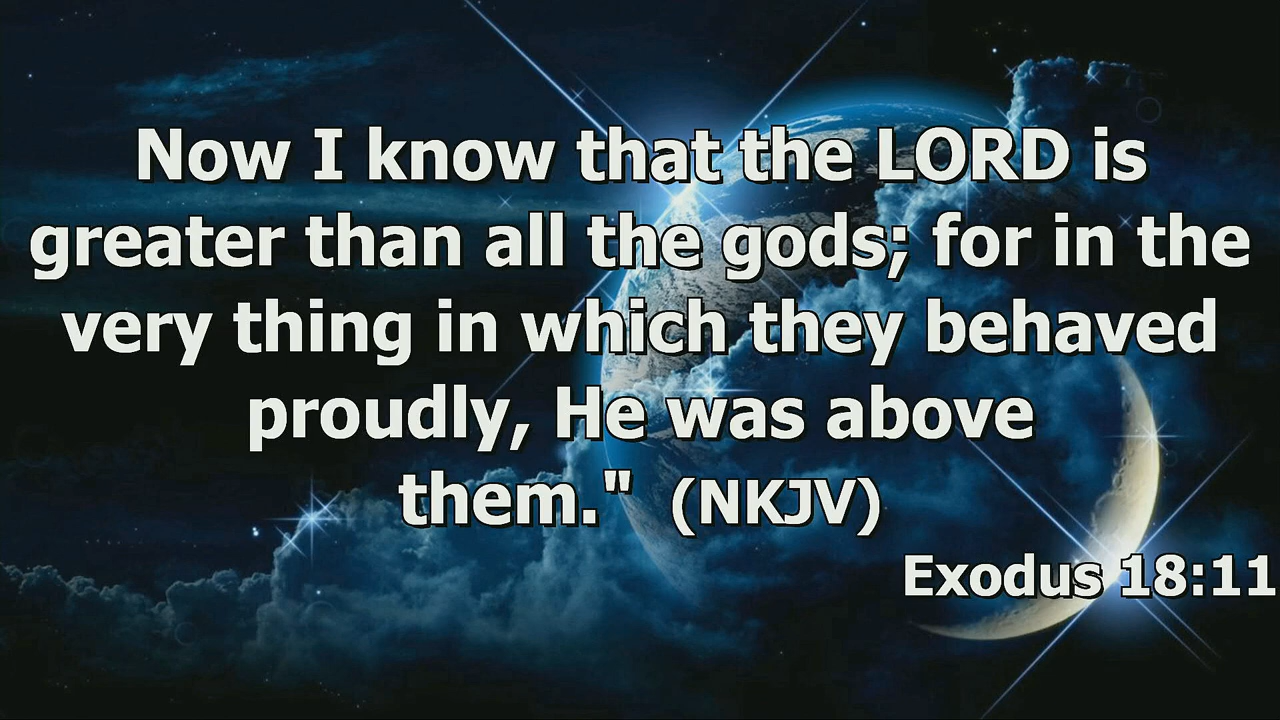 Now I know that the LORD is
greater than all the gods; for in the
very thing in which they behaved
proudly, He was above
them." (NKJV)
Exodus 18:11